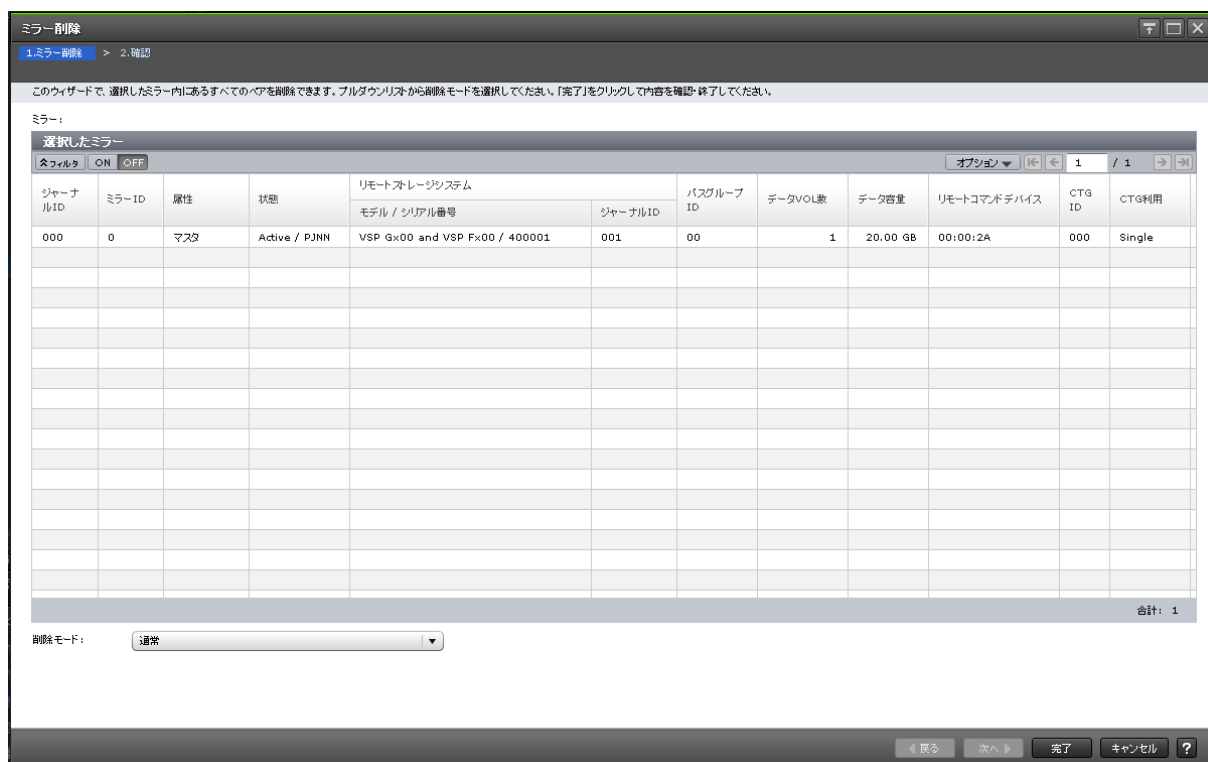 ミラー削除
1.ミラー削除 > 2.確認
このウィザードで、選択したミラー内にあるすべてのペアを削除できます。プルダウンリストから削除モードを選択してください。「完了」をクリックして内容を確認・終了してください。
ミラー:
選択したミラー
フィルタ ON OFF オプション 1 / 1
ジャーナルID ミラーID 属性 状態 リモートストレージシステム パスグループID データVOL数 データ容量 リモートコマンドデバイス CTG ID CTG利用
モデル / シリアル番号 ジャーナルID
000 0 マスタ Active / PJNN VSP Gx00 and VSP Fx00 / 400001 001 00 1 20.00 GB 00:00:2A 000 Single
合計: 1
削除モード: 通常
戻る 次へ 完了 キャンセル ?